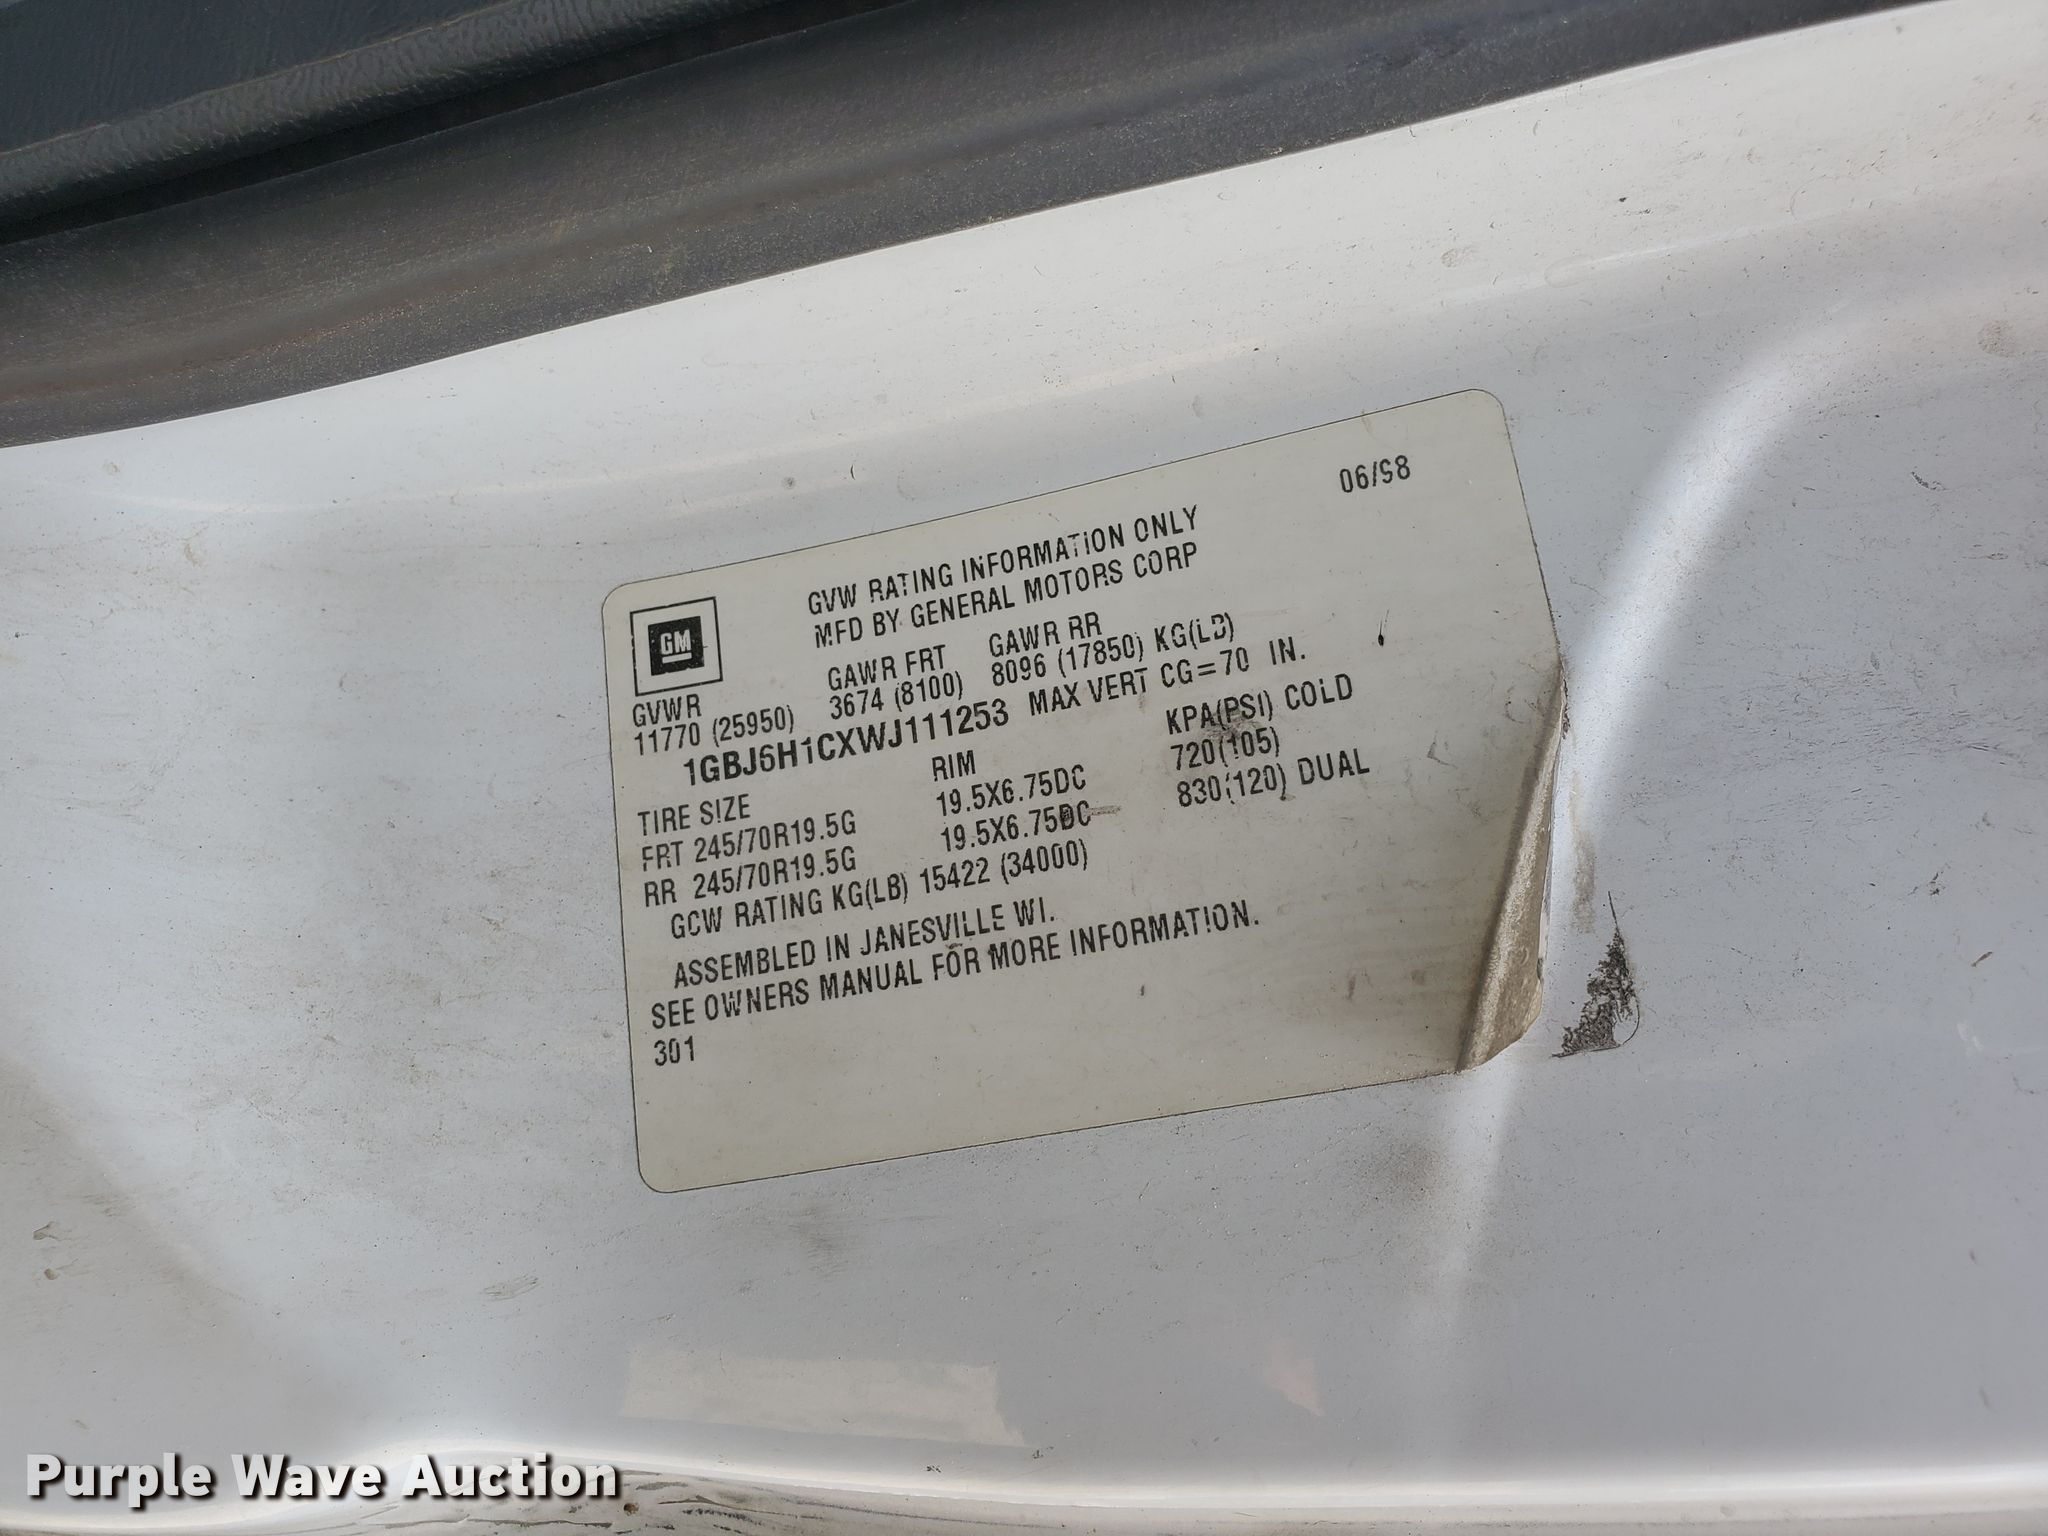 06/98
GVW RATING INFORMATION ONLY
MFD BY GENERAL MOTORS CORP
GM
GVWR GAWR FRT GAWR RR
11770 (25950) 3674 (8100) 8096 (17850) KG(LB)
1GBJ6H1CXWJ111253 MAX VERT CG=70 IN.
TIRE SIZE RIM KPA(PSI) COLD
FRT 245/70R19.5G 19.5X6.75DC 720(105)
RR 245/70R19.5G 19.5X6.75DC 830(120) DUAL
GCW RATING KG(LB) 15422 (34000)
ASSEMBLED IN JANESVILLE WI.
SEE OWNERS MANUAL FOR MORE INFORMATION.
301
Purple Wave Auction